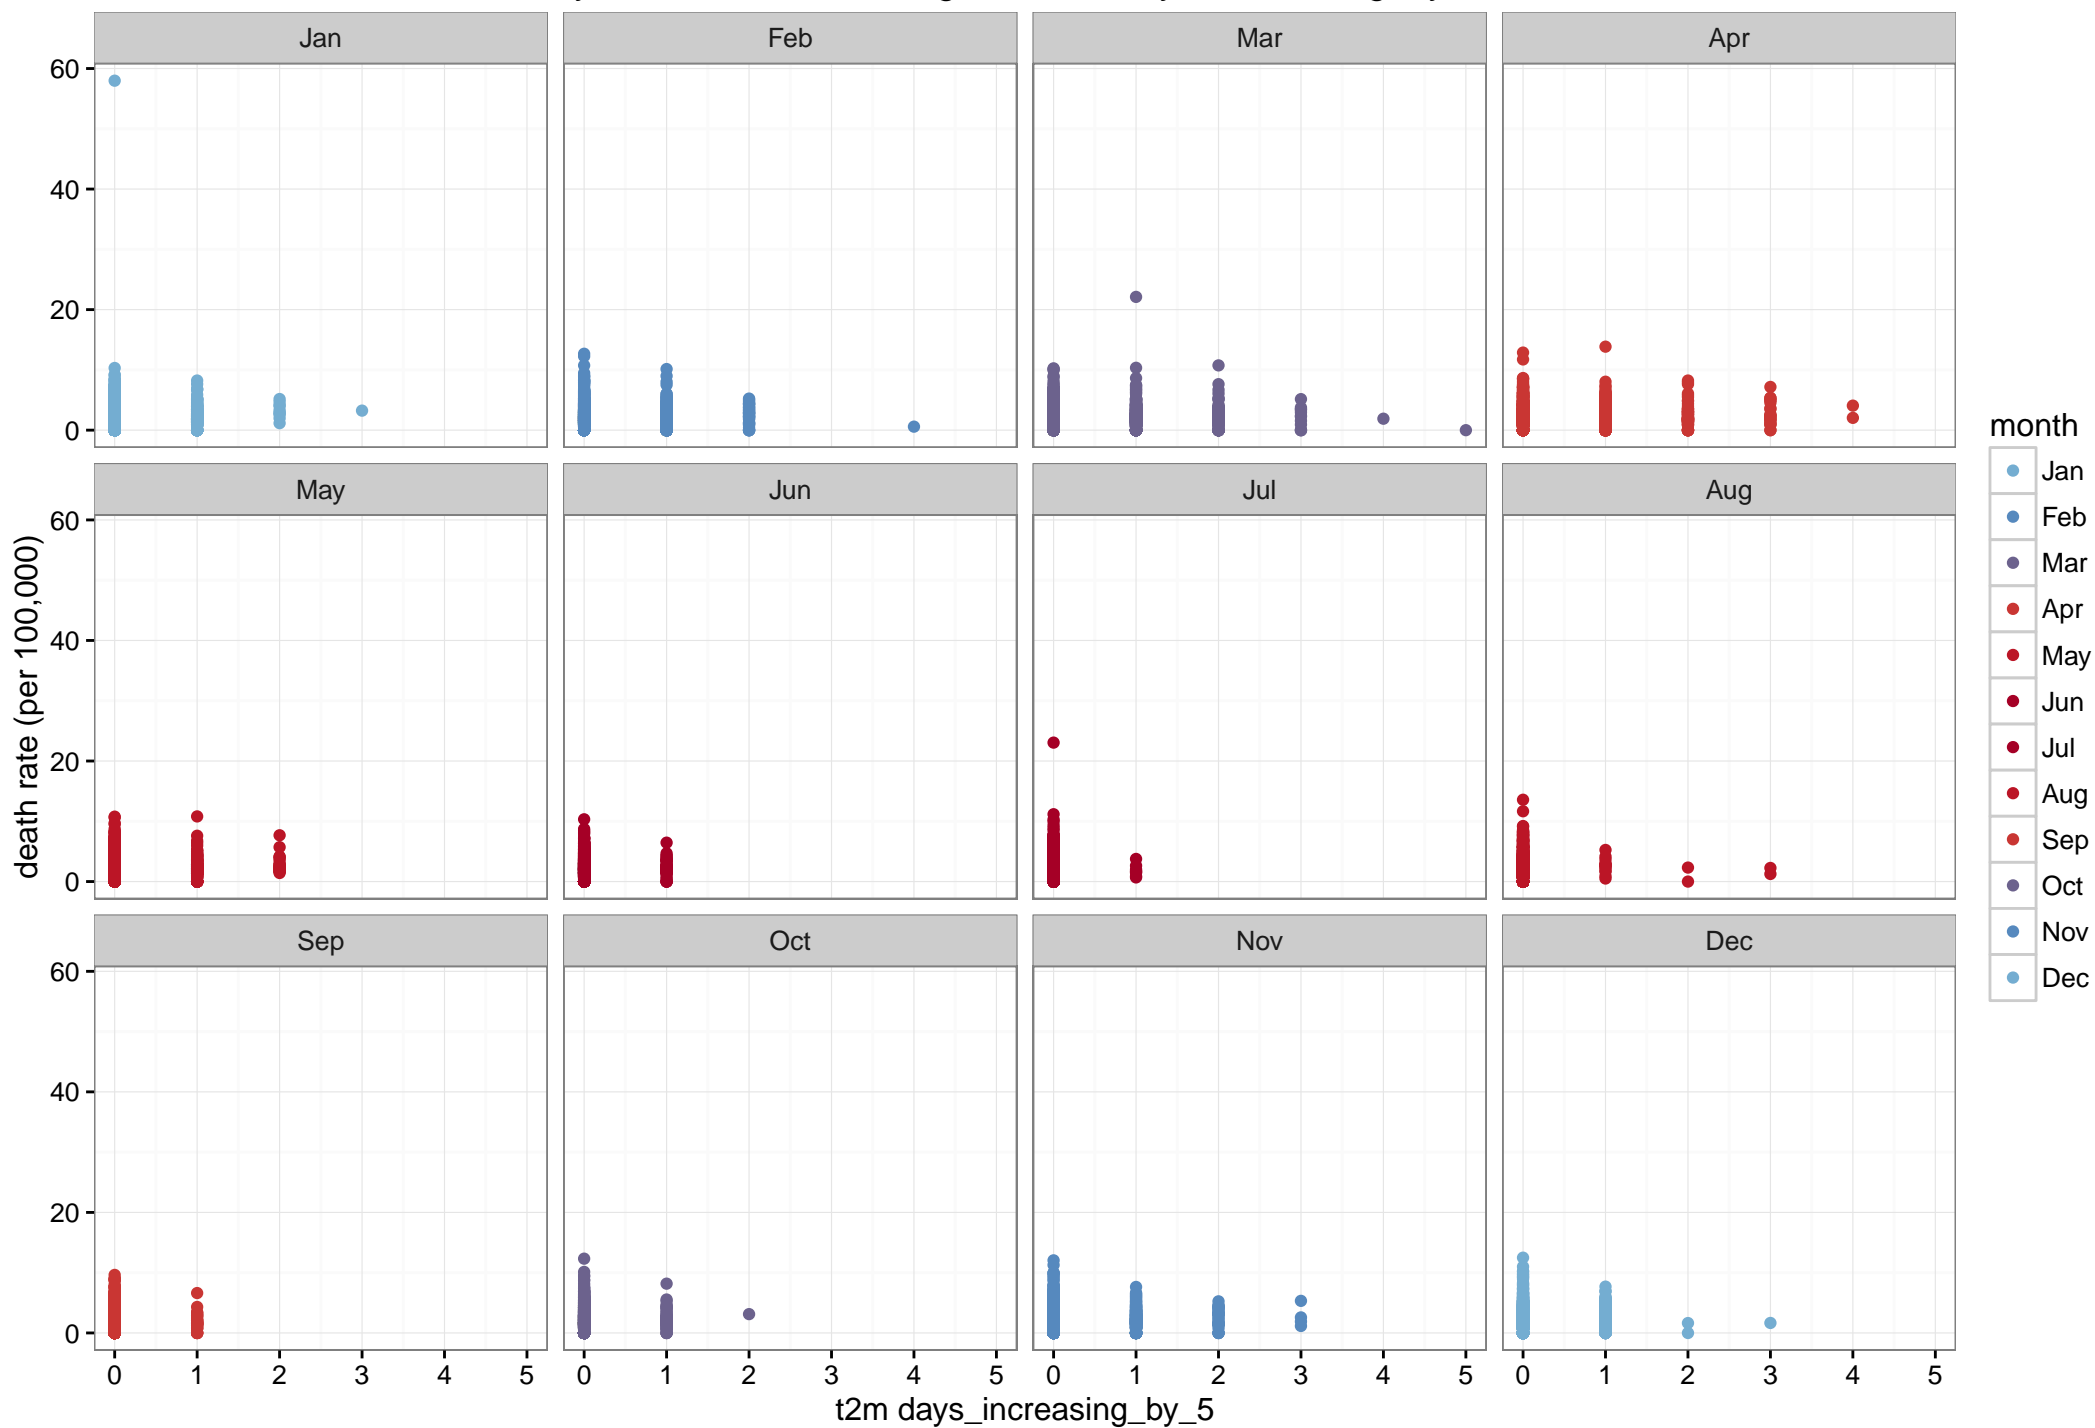 Jan Feb Mar Apr
60
40
20
0
May Jun Jul Aug
60
40
20
0
Sep Oct Nov Dec
60
40
20
0
0 1 2 3 4 5 0 1 2 3 4 5 0 1 2 3 4 5 0 1 2 3 4 5
t2m days_increasing_by_5
death rate (per 100,000)
month
Jan
Feb
Mar
Apr
May
Jun
Jul
Aug
Sep
Oct
Nov
Dec